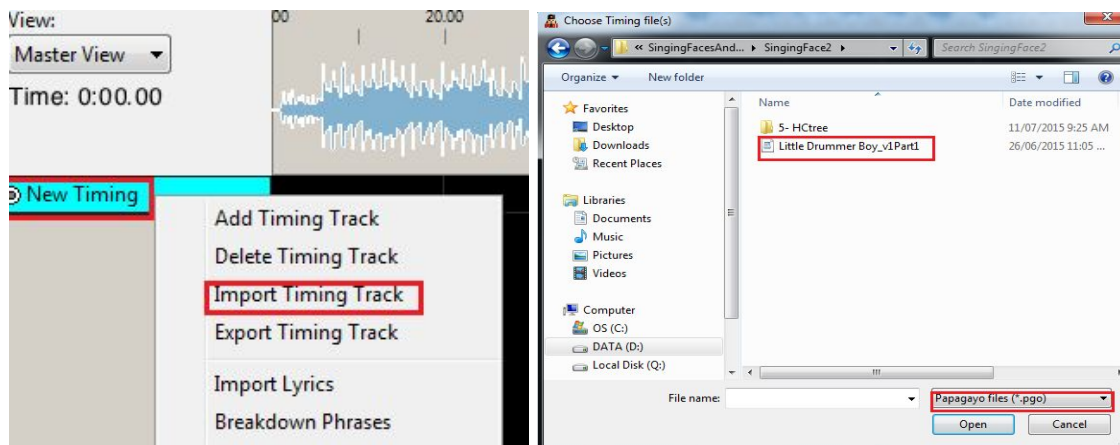 View:
Master View
Time: 0:00.00
00 20.00
New Timing
Add Timing Track
Delete Timing Track
Import Timing Track
Export Timing Track
Import Lyrics
Breakdown Phrases
Choose Timing file(s)
« SingingFacesAnd... ▸ SingingFace2 ▸ Search SingingFace2
Organize ▾ New folder
Favorites
Desktop
Downloads
Recent Places
Libraries
Documents
Music
Pictures
Videos
Computer
OS (C:)
DATA (D:)
Local Disk (Q:)
Name Date modified
5- HCtree 11/07/2015 9:25 AM
Little Drummer Boy_v1Part1 26/06/2015 11:05 ...
File name: Papagayo files (*.pgo)
Open Cancel